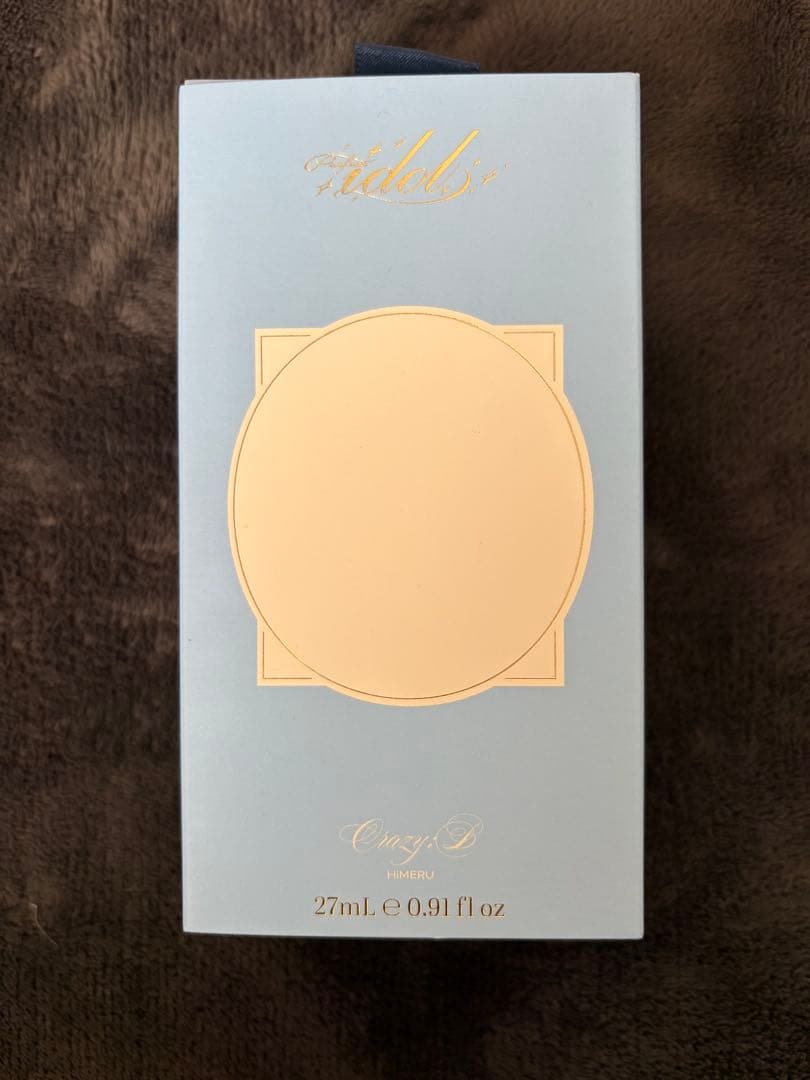 idol
Crazy:B
HiMERU
27mL ℮ 0.91 fl oz